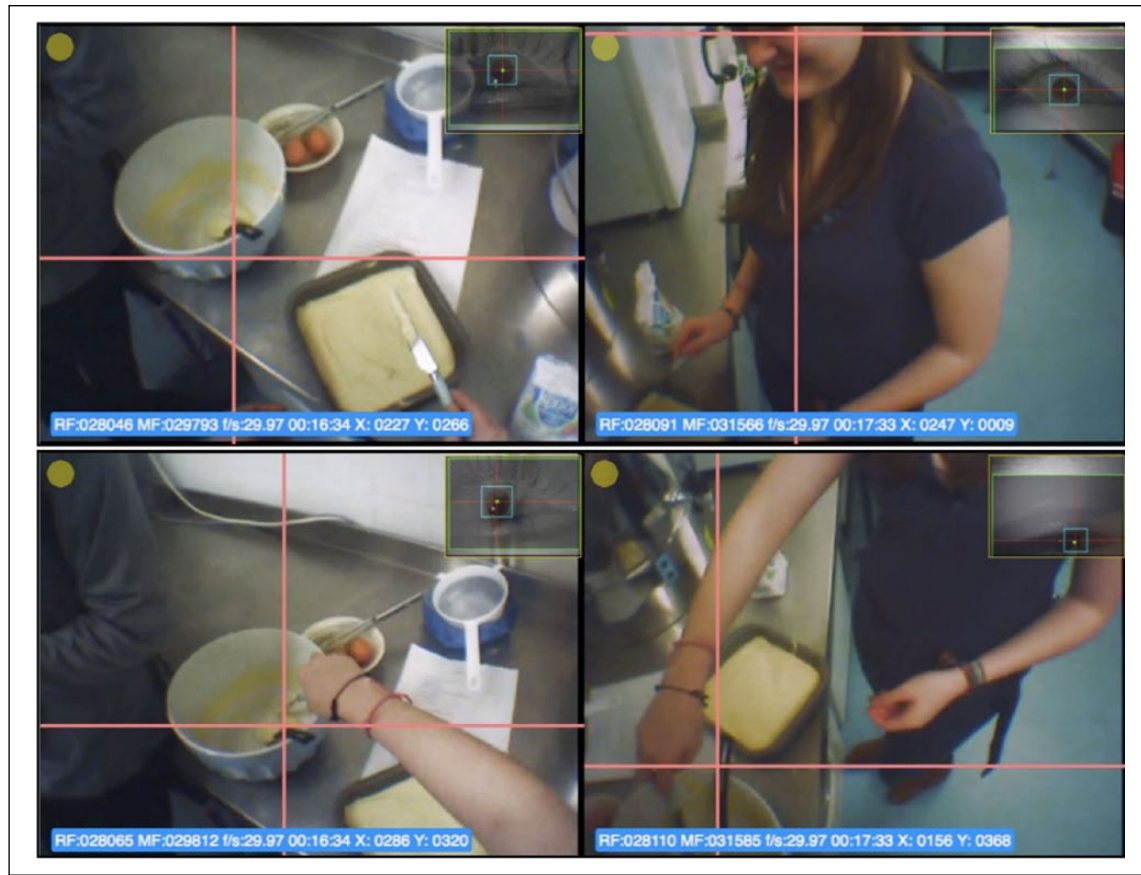 RF:028046 MF:029793 f/s:29.97 00:16:34 X: 0227 Y: 0266
RF:028091 MF:031566 f/s:29.97 00:17:33 X: 0247 Y: 0009
RF:028065 MF:029812 f/s:29.97 00:16:34 X: 0286 Y: 0320
RF:028110 MF:031585 f/s:29.97 00:17:33 X: 0156 Y: 0368